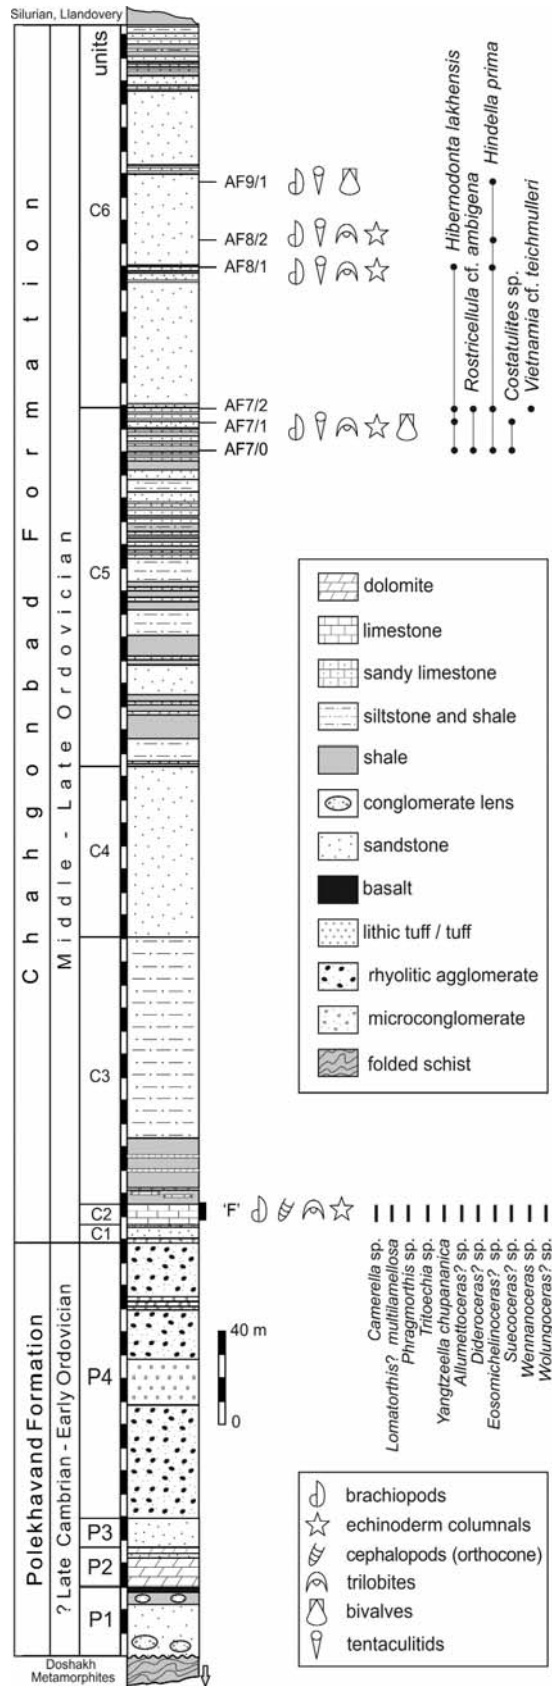 Silurian, Llandovery
units
Chahgonbad Formation
Middle - Late Ordovician
C6
C5
C4
C3
C2
C1
Polekhavand Formation
? Late Cambrian - Early Ordovician
P4
P3
P2
P1
Doshakh
Metamorphites
AF9/1
AF8/2
AF8/1
AF7/2
AF7/1
AF7/0
Hibernodonta lakhensis
Rostricellula cf. ambigena
Hindella prima
Costatulites sp.
Vietnamia cf. teichmulleri
dolomite
limestone
sandy limestone
siltstone and shale
shale
conglomerate lens
sandstone
basalt
lithic tuff / tuff
rhyolitic agglomerate
microconglomerate
folded schist
'F'
Camerella sp.
Lomatorthis? multilamellosa
Phragmorthis sp.
Tritoechia sp.
Yangtzeella chupananica
Allumettoceras? sp.
Dideroceras? sp.
Eosomichelinoceras? sp.
Suecoceras? sp.
Wennanoceras sp.
Wolungoceras? sp.
40 m
0
brachiopods
echinoderm columnals
cephalopods (orthocone)
trilobites
bivalves
tentaculitids